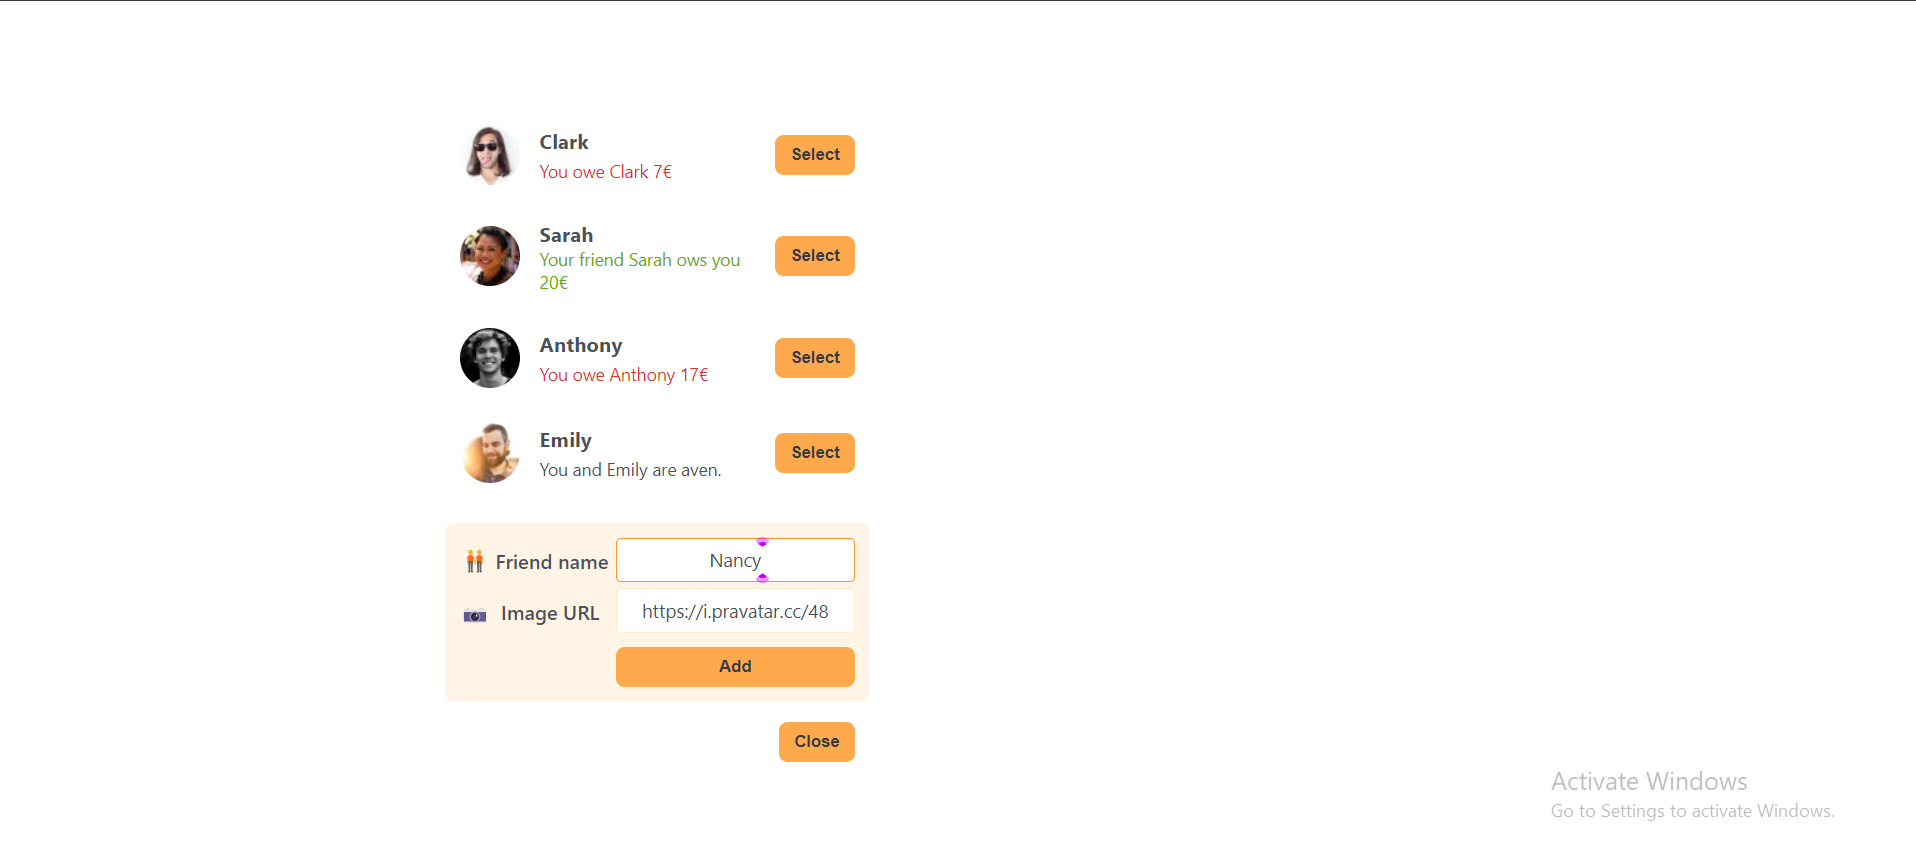 Clark
You owe Clark 7€
Select
Sarah
Your friend Sarah ows you
20€
Select
Anthony
You owe Anthony 17€
Select
Emily
You and Emily are aven.
Select
Friend name
Nancy
Image URL
https://i.pravatar.cc/48
Add
Close
Activate Windows
Go to Settings to activate Windows.